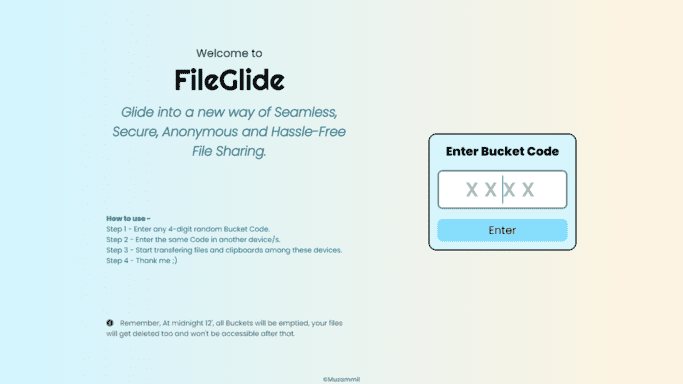 Welcome to
FileGlide
Glide into a new way of Seamless,
Secure, Anonymous and Hassle-Free
File Sharing.
Enter Bucket Code
X X X X
Enter
How to use -
Step 1 - Enter any 4-digit random Bucket Code.
Step 2 - Enter the same Code in another device/s.
Step 3 - Start transfering files and clipboards among these devices.
Step 4 - Thank me ;)
Remember, At midnight 12', all Buckets will be emptied, your files
will get deleted too and won't be accessible after that.
©Muzammil